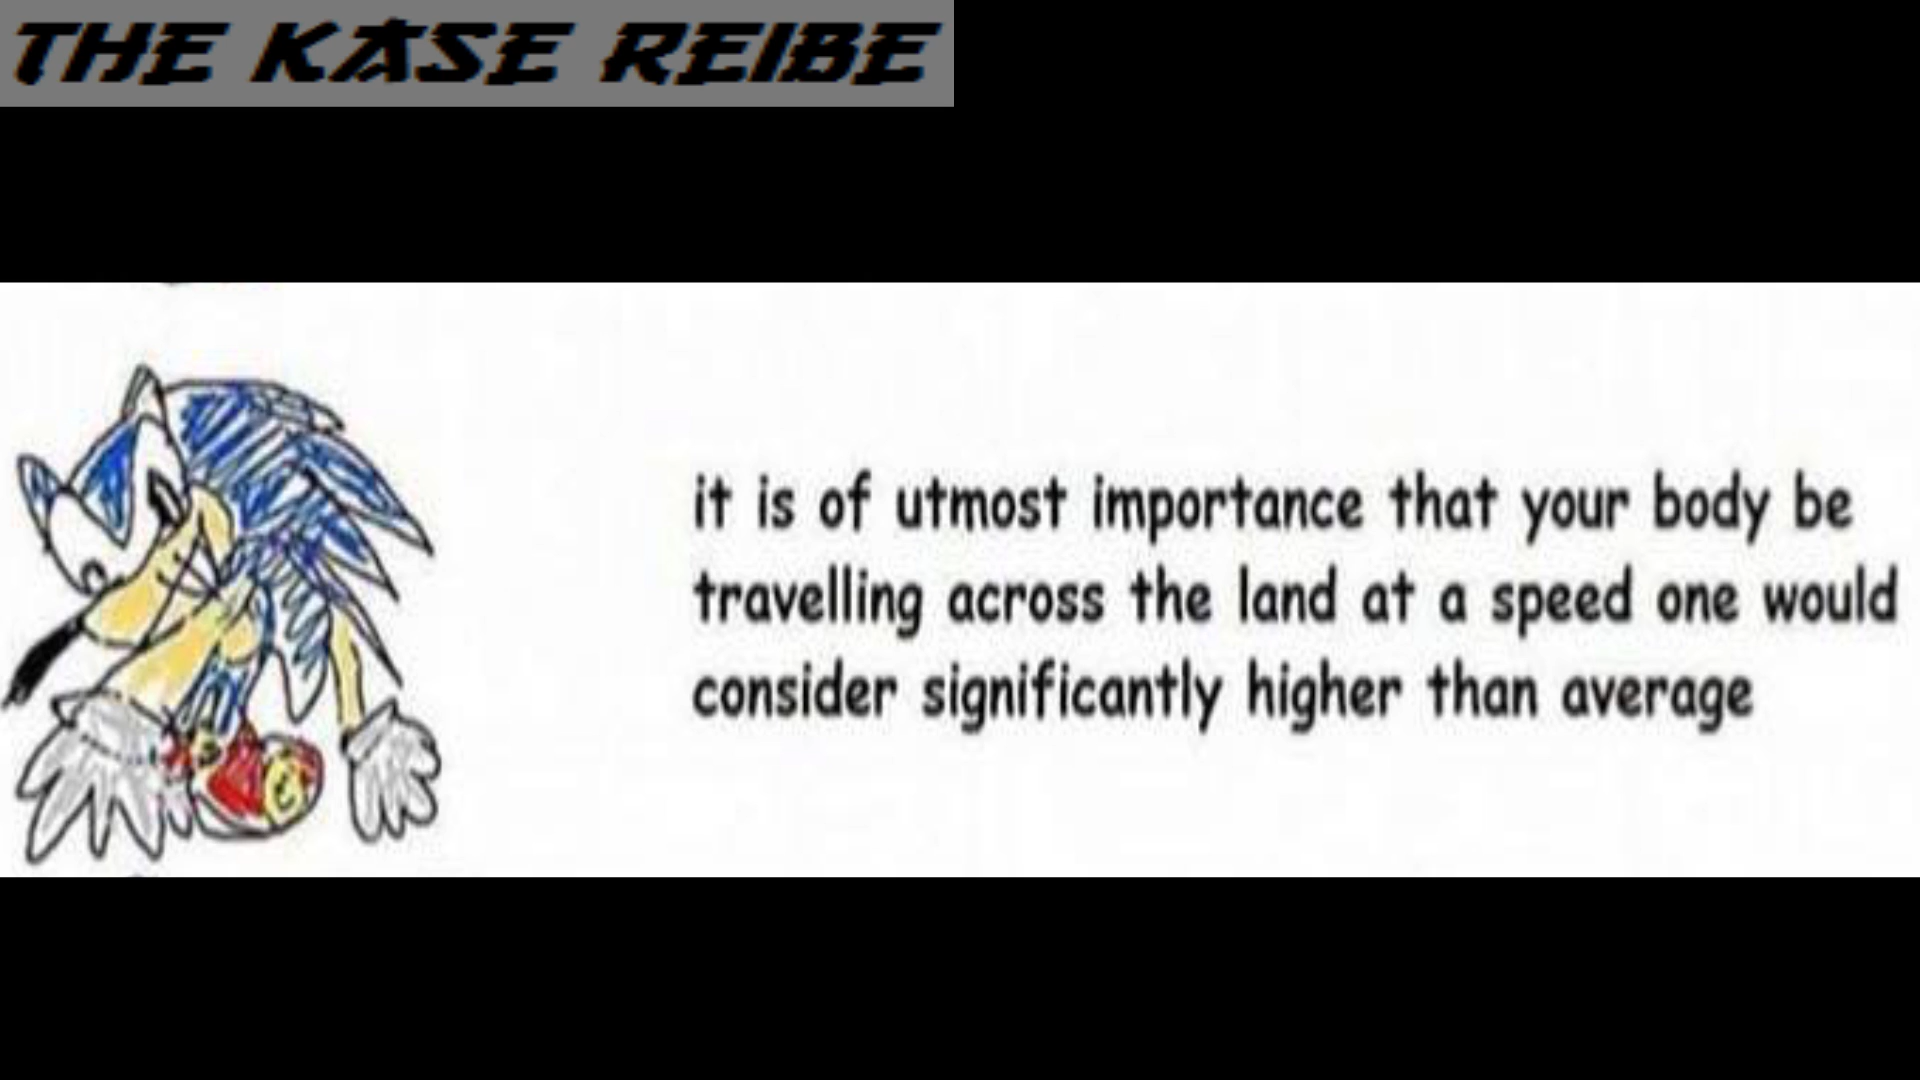 THE KASE REIBE
it is of utmost importance that your body be
travelling across the land at a speed one would
consider significantly higher than average